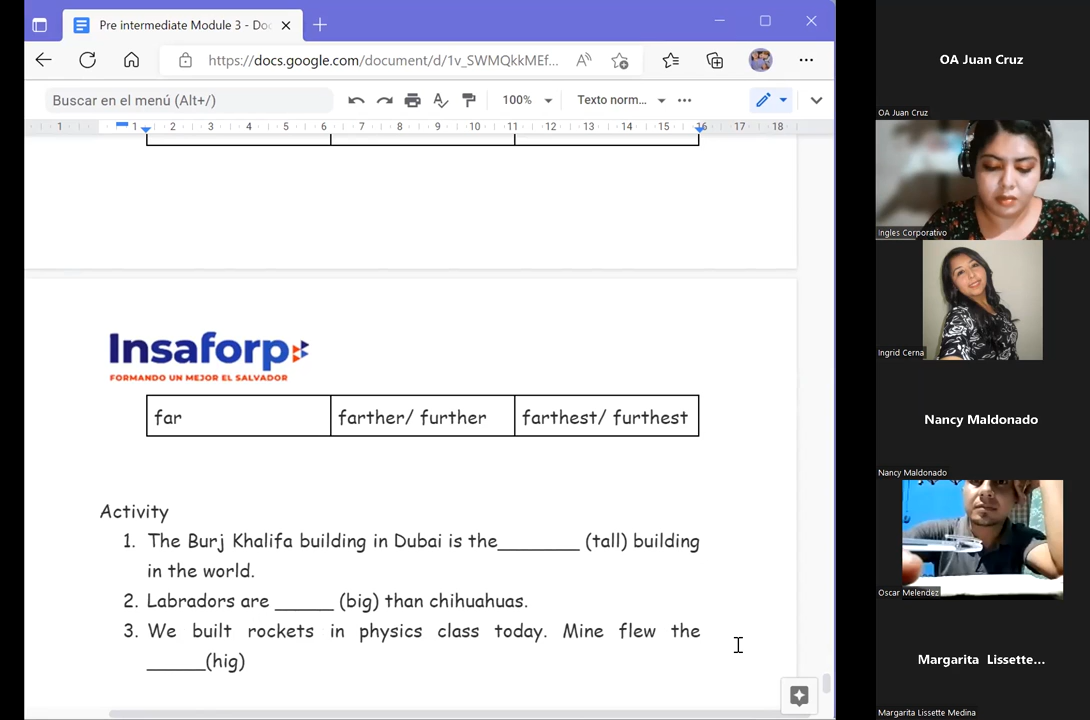 Pre intermediate Module 3 - Doc
https://docs.google.com/document/d/1v_SWMQkkMEf...
Buscar en el menú (Alt+/)
100%
Texto norm...
1 1 2 3 4 5 6 7 8 9 10 11 12 13 14 15 16 17 18
Insaforp
FORMANDO UN MEJOR EL SALVADOR
far farther/ further farthest/ furthest
Activity
1. The Burj Khalifa building in Dubai is the_______ (tall) building
in the world.
2. Labradors are ______ (big) than chihuahuas.
3. We built rockets in physics class today. Mine flew the
______(hig)
OA Juan Cruz
OA Juan Cruz
Ingles Corporativo
Ingrid Cerna
Nancy Maldonado
Nancy Maldonado
Oscar Melendez
Margarita Lissette...
Margarita Lissette Medina